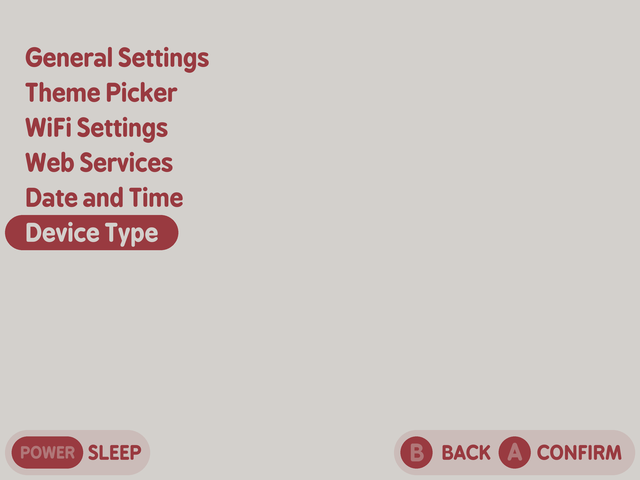 General Settings
Theme Picker
WiFi Settings
Web Services
Date and Time
Device Type
POWER SLEEP
B BACK A CONFIRM